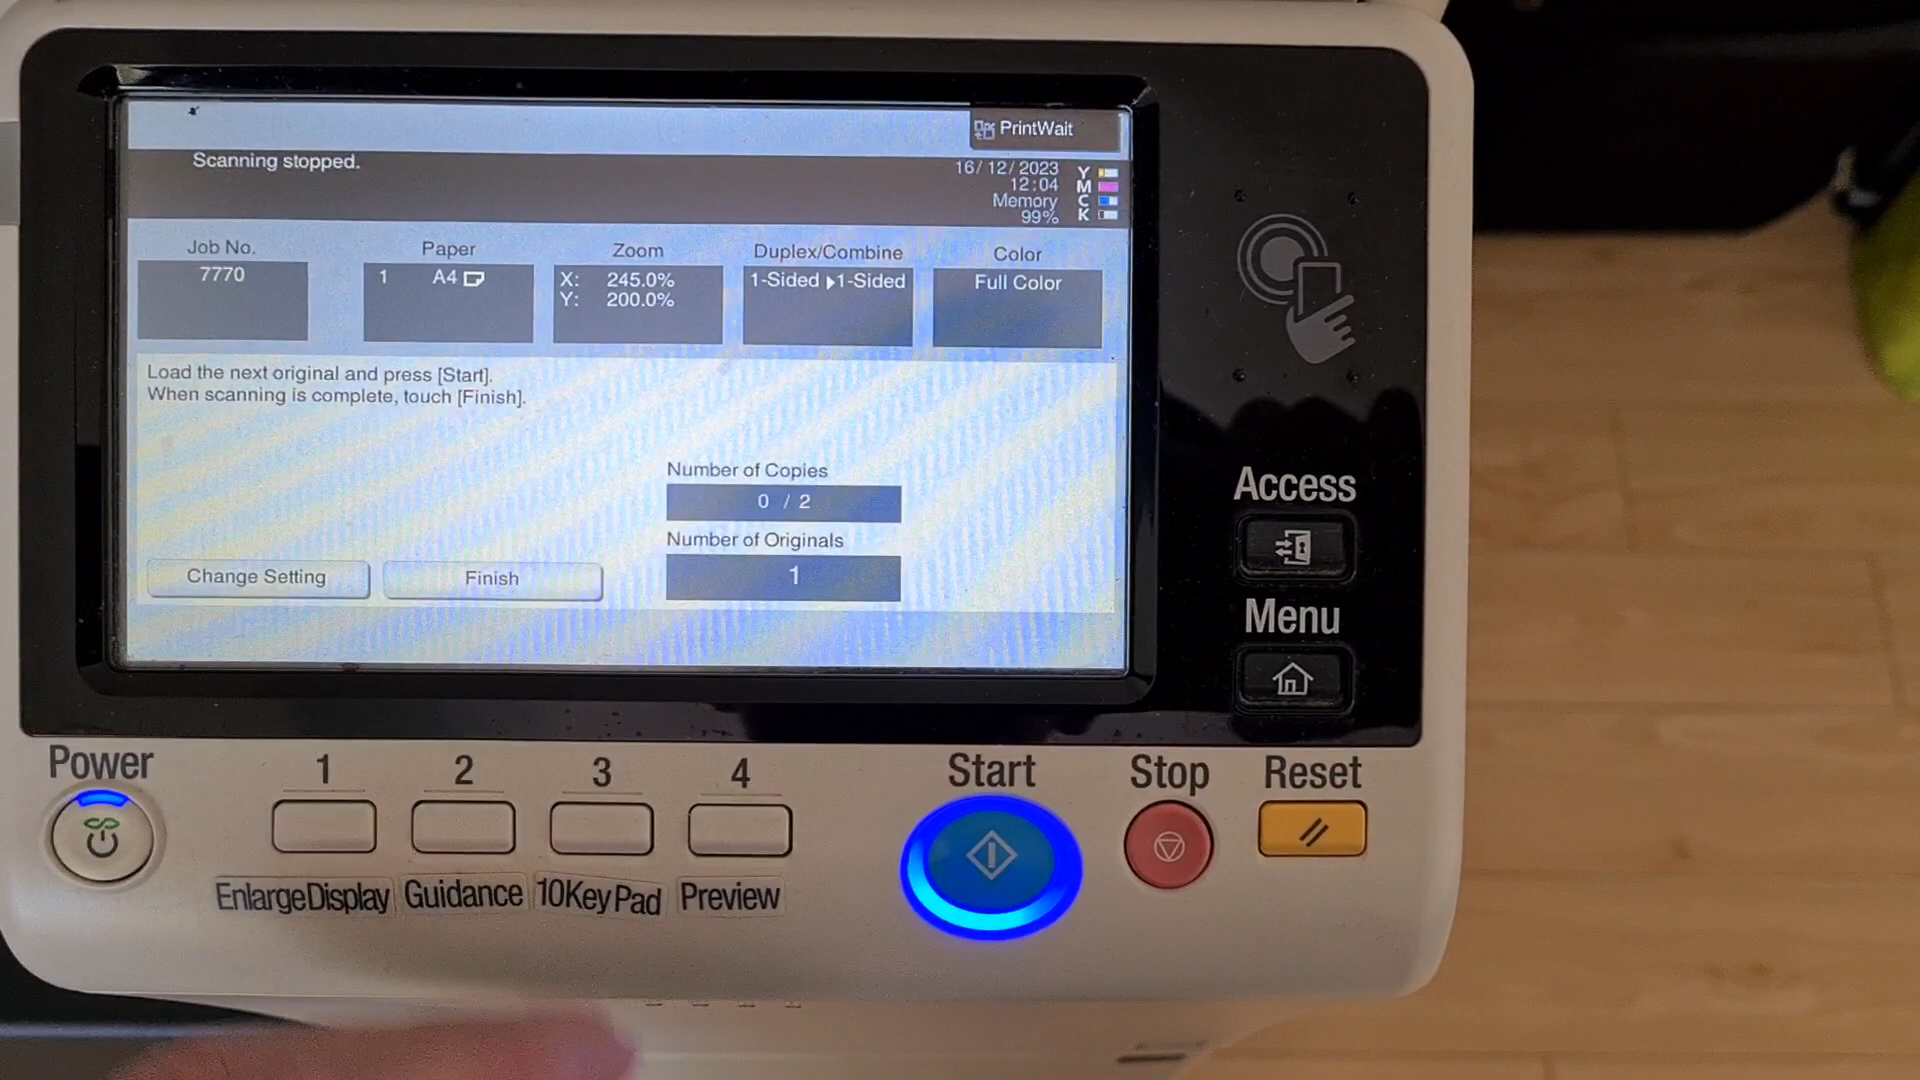 PrintWait
Scanning stopped.
16/12/2023
12:04
Memory
99%
Y
M
C
K
Job No.
7770
Paper
1 A4
Zoom
X: 245.0%
Y: 200.0%
Duplex/Combine
1-Sided ▶1-Sided
Color
Full Color
Load the next original and press [Start].
When scanning is complete, touch [Finish].
Number of Copies
0 / 2
Number of Originals
1
Change Setting
Finish
Access
Menu
Power
1
2
3
4
Start
Stop
Reset
EnlargeDisplay
Guidance
10KeyPad
Preview